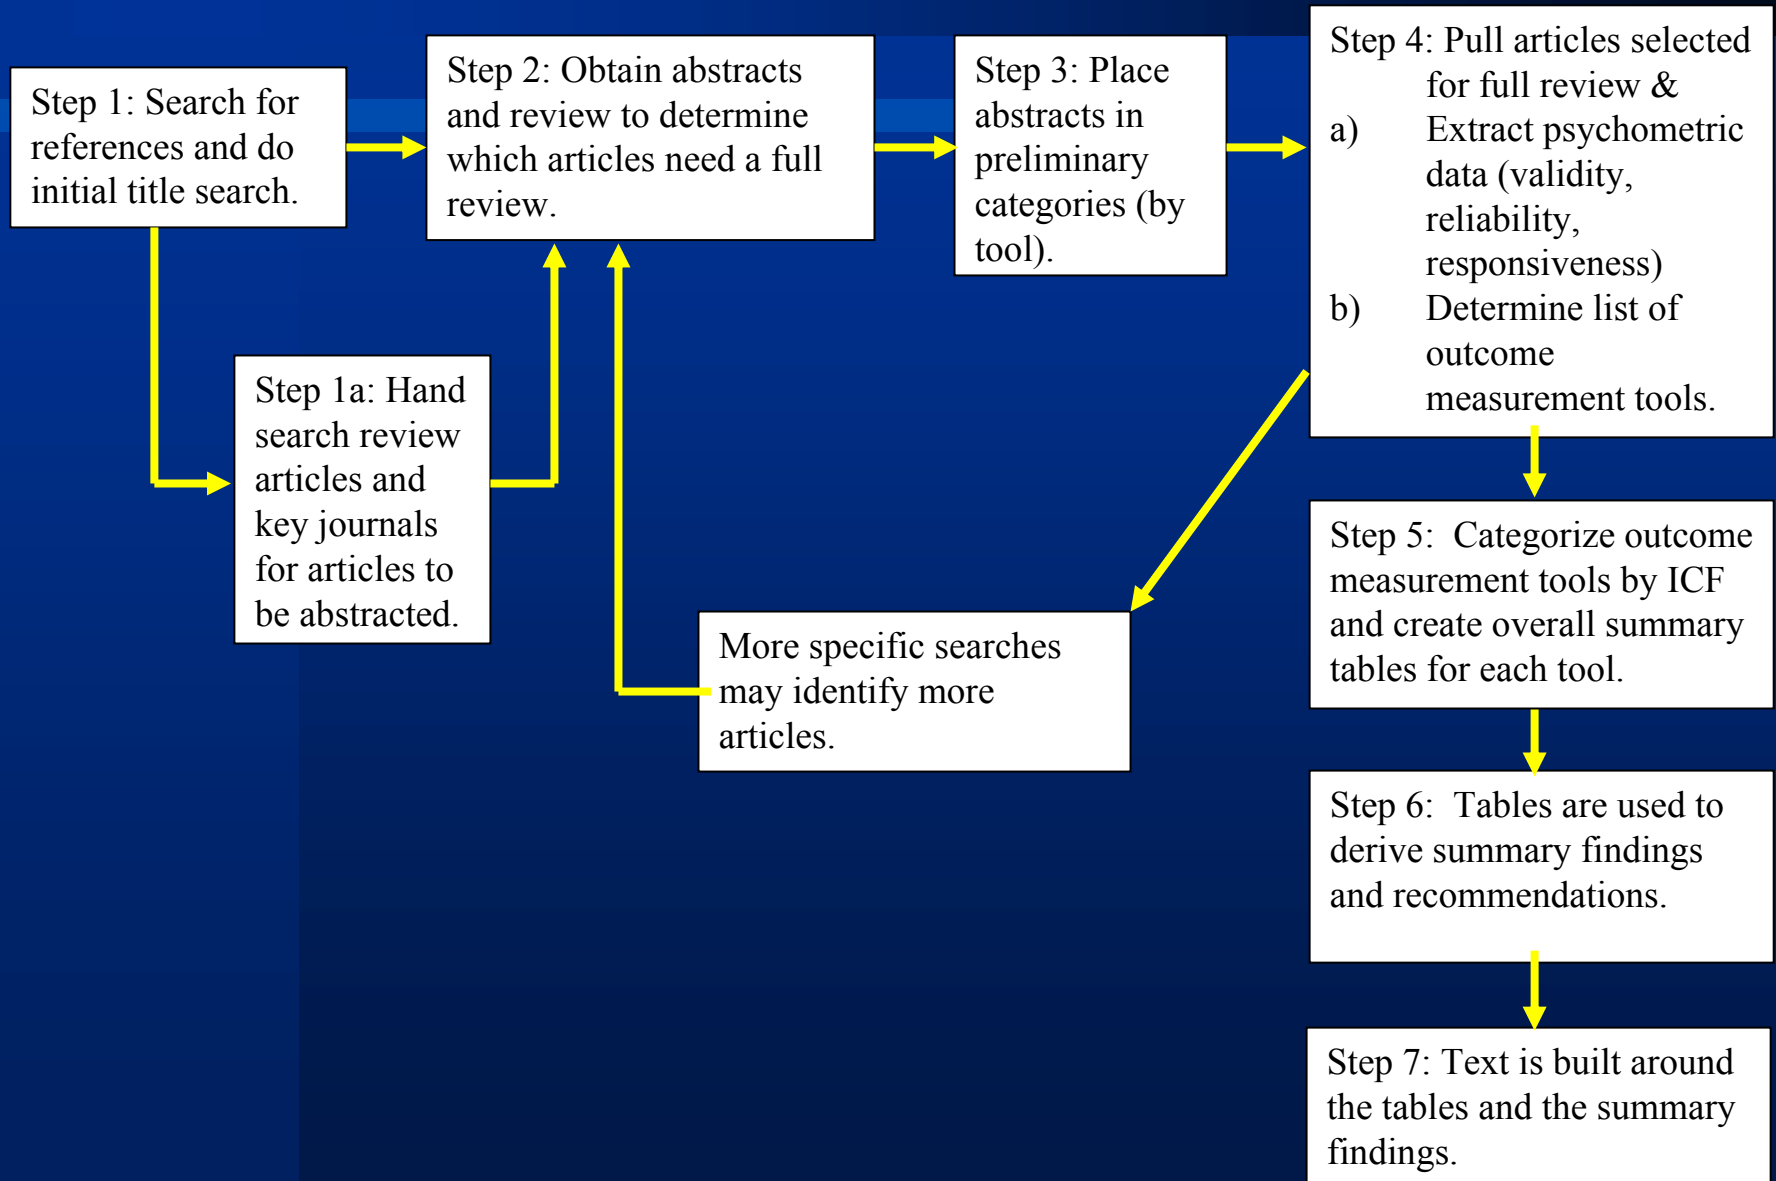 Step 1: Search for
references and do
initial title search.
Step 2: Obtain abstracts
and review to determine
which articles need a full
review.
Step 3: Place
abstracts in
preliminary
categories (by
tool).
Step 4: Pull articles selected
for full review &
a) Extract psychometric
data (validity,
reliability,
responsiveness)
b) Determine list of
outcome
measurement tools.
Step 1a: Hand
search review
articles and
key journals
for articles to
be abstracted.
More specific searches
may identify more
articles.
Step 5: Categorize outcome
measurement tools by ICF
and create overall summary
tables for each tool.
Step 6: Tables are used to
derive summary findings
and recommendations.
Step 7: Text is built around
the tables and the summary
findings.